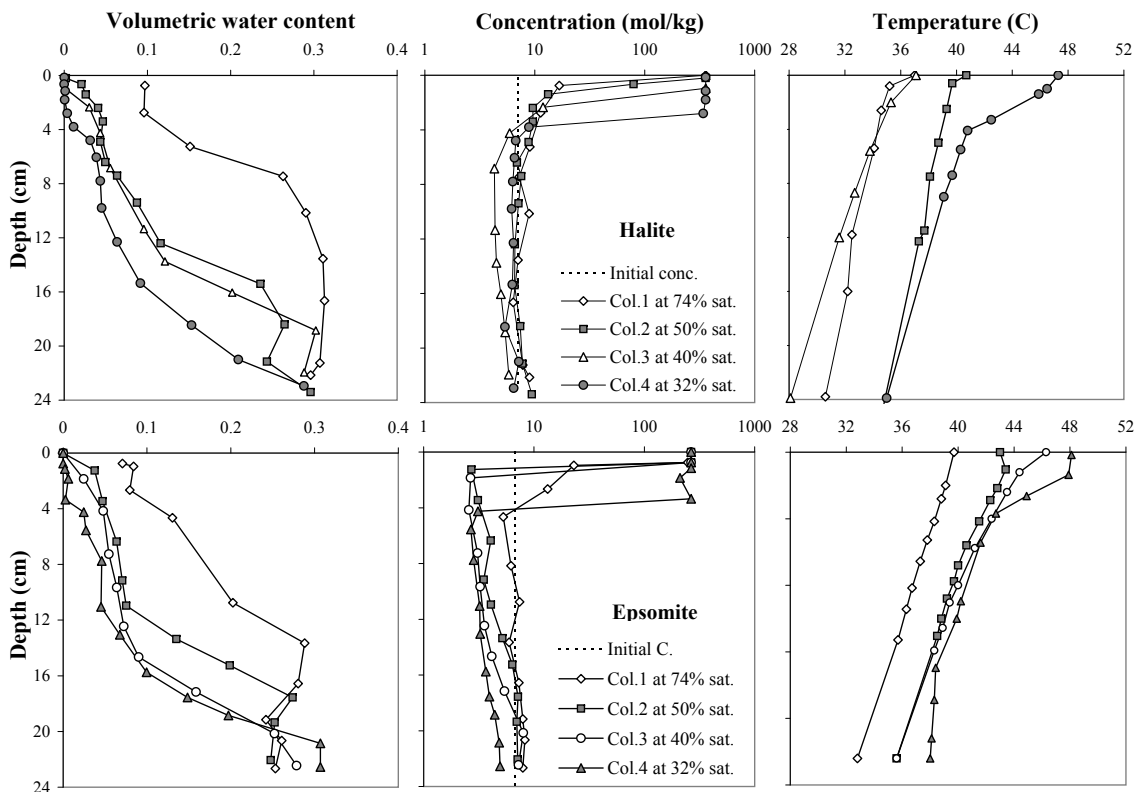 Volumetric water content
Concentration (mol/kg)
Temperature (C)
0 0.1 0.2 0.3 0.4
1 10 100 1000
28 32 36 40 44 48 52
Depth (cm)
0
4
8
12
16
20
24
Halite
Initial conc.
Col.1 at 74% sat.
Col.2 at 50% sat.
Col.3 at 40% sat.
Col.4 at 32% sat.
0 0.1 0.2 0.3 0.4
1 10 100 1000
28 32 36 40 44 48 52
Depth (cm)
0
4
8
12
16
20
24
Epsomite
Initial C.
Col.1 at 74% sat.
Col.2 at 50% sat.
Col.3 at 40% sat.
Col.4 at 32% sat.